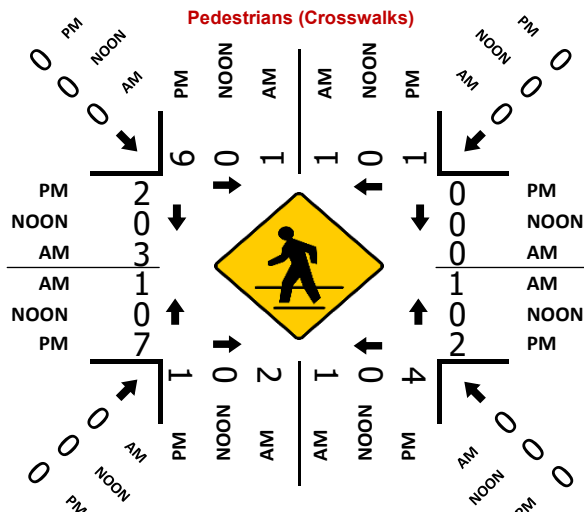 Pedestrians (Crosswalks)
PM NOON AM
0 0 0
PM NOON AM AM NOON PM
9 0 1 1 0 1
PM NOON AM
0 0 0
PM 2 0 PM
NOON 0 0 NOON
AM 3 0 AM
AM 1 1 AM
NOON 0 0 NOON
PM 7 2 PM
1 0 2 1 0 4
PM NOON AM AM NOON PM
0 0 0
AM NOON PM
0 0 0
AM NOON PM